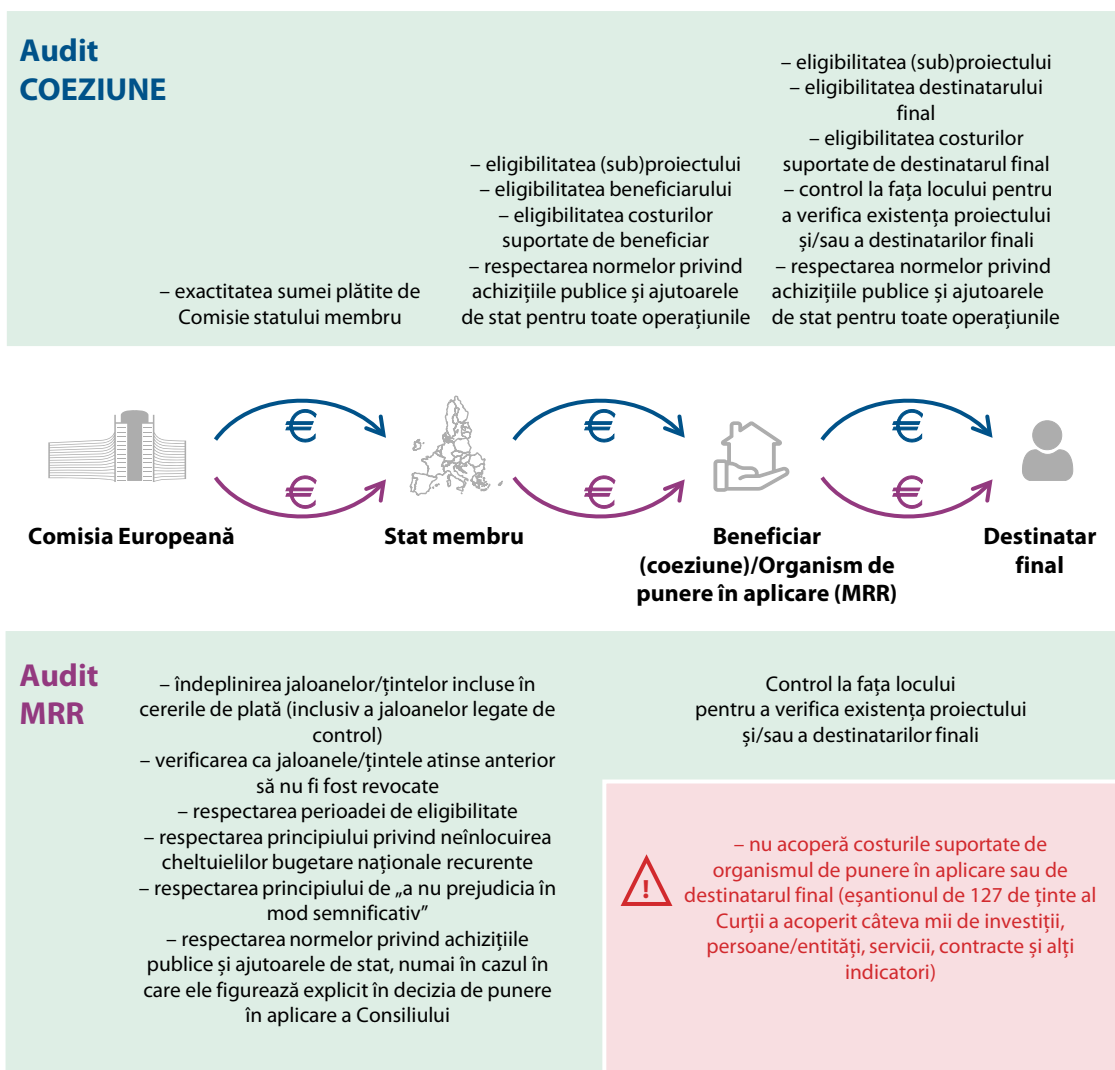 Audit
COEZIUNE
– exactitatea sumei plătite de
Comisie statului membru
– eligibilitatea (sub)proiectului
– eligibilitatea beneficiarului
– eligibilitatea costurilor
suportate de beneficiar
– respectarea normelor privind
achizițiile publice și ajutoarele
de stat pentru toate operațiunile
– eligibilitatea (sub)proiectului
– eligibilitatea destinatarului
final
– eligibilitatea costurilor
suportate de destinatarul final
– control la fața locului pentru
a verifica existența proiectului
și/sau a destinatarilor finali
– respectarea normelor privind
achizițiile publice și ajutoarele
de stat pentru toate operațiunile
€
€
€
€
€
€
Comisia Europeană
Stat membru
Beneficiar
(coeziune)/Organism de
punere în aplicare (MRR)
Destinatar
final
Audit
MRR
– îndeplinirea jaloanelor/țintelor incluse în
cererile de plată (inclusiv a jaloanelor legate de
control)
– verificarea ca jaloanele/țintele atinse anterior
să nu fi fost revocate
– respectarea perioadei de eligibilitate
– respectarea principiului privind neînlocuirea
cheltuielilor bugetare naționale recurente
– respectarea principiului de „a nu prejudicia în
mod semnificativ”
– respectarea normelor privind achizițiile
publice și ajutoarele de stat, numai în cazul în
care ele figurează explicit în decizia de punere
în aplicare a Consiliului
Control la fața locului
pentru a verifica existența proiectului
și/sau a destinatarilor finali
!
– nu acoperă costurile suportate de
organismul de punere în aplicare sau de
destinatarul final (eșantionul de 127 de ținte al
Curții a acoperit câteva mii de investiții,
persoane/entități, servicii, contracte și alți
indicatori)